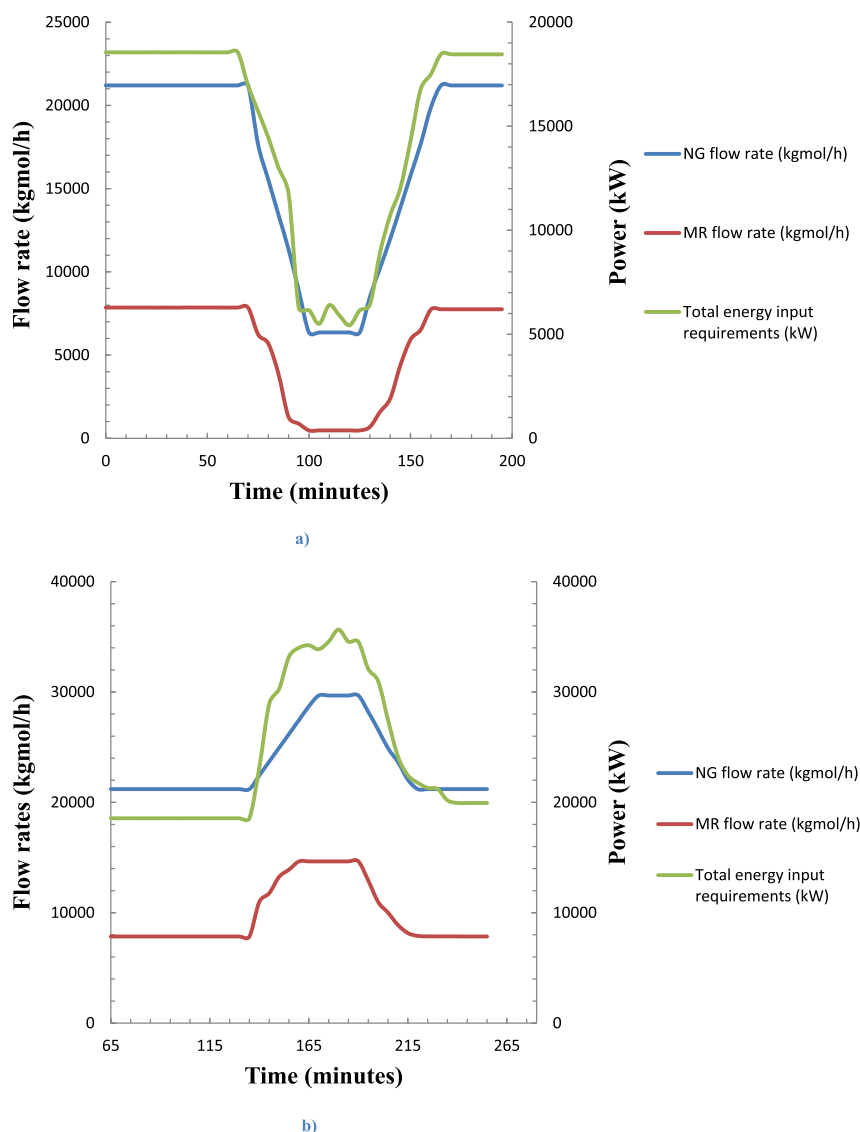 25000
20000
15000
10000
5000
0
Flow rate (kgmol/h)
20000
15000
10000
5000
0
Power (kW)
0
50
100
150
200
Time (minutes)
NG flow rate (kgmol/h)
MR flow rate (kgmol/h)
Total energy input
requirements (kW)
a)
40000
30000
20000
10000
0
Flow rates (kgmol/h)
40000
30000
20000
10000
0
Power (kW)
65
115
165
215
265
Time (minutes)
NG flow rate (kgmol/h)
MR flow rate (kgmol/h)
Total energy input
requirements (kW)
b)